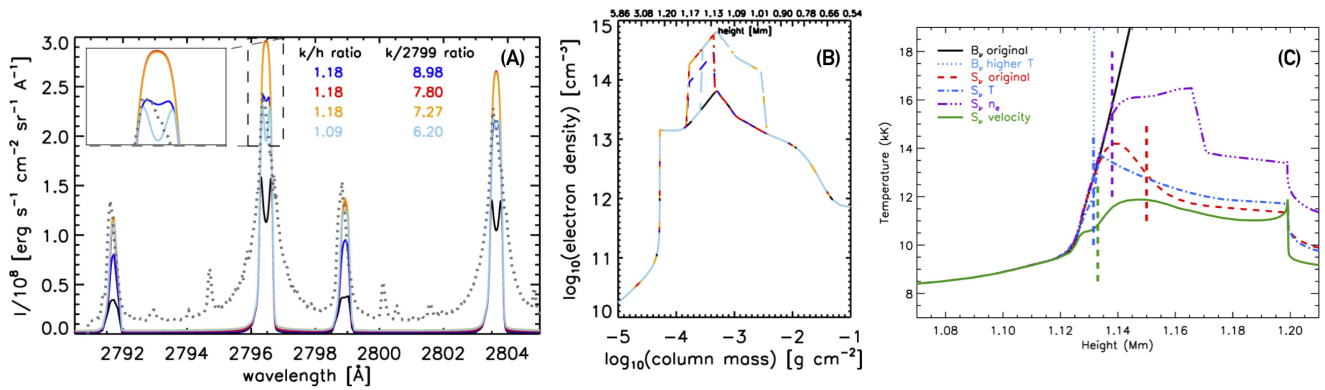 (A)
k/h ratio k/2799 ratio
1.18 8.98
1.18 7.80
1.18 7.27
1.09 6.20
3.0
2.5
2.0
1.5
1.0
0.5
0.0
I/10⁸ [erg s⁻¹ cm⁻² sr⁻¹ A⁻¹]
2792 2794 2796 2798 2800 2802 2804
wavelength [Å]
5.86 3.08 1.20 1.17 1.13 1.09 1.01 0.90 0.78 0.66 0.54
height [Mm]
(B)
15
14
13
12
11
10
log₁₀(electron density) [cm⁻³]
-5 -4 -3 -2 -1
log₁₀(column mass) [g cm⁻²]
(C)
Bᵥ original
Bᵥ higher T
Sᵥ original
Sᵥ T
Sᵥ nₑ
Sᵥ velocity
18
16
14
12
10
8
Temperature (kK)
1.08 1.10 1.12 1.14 1.16 1.18 1.20
Height (Mm)